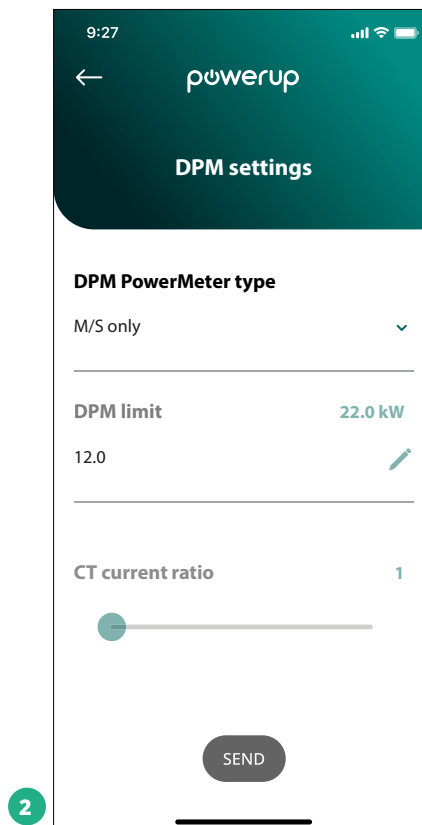 9:27
powerup
DPM settings
DPM PowerMeter type
M/S only
DPM limit 22.0 kW
12.0
CT current ratio 1
SEND
2